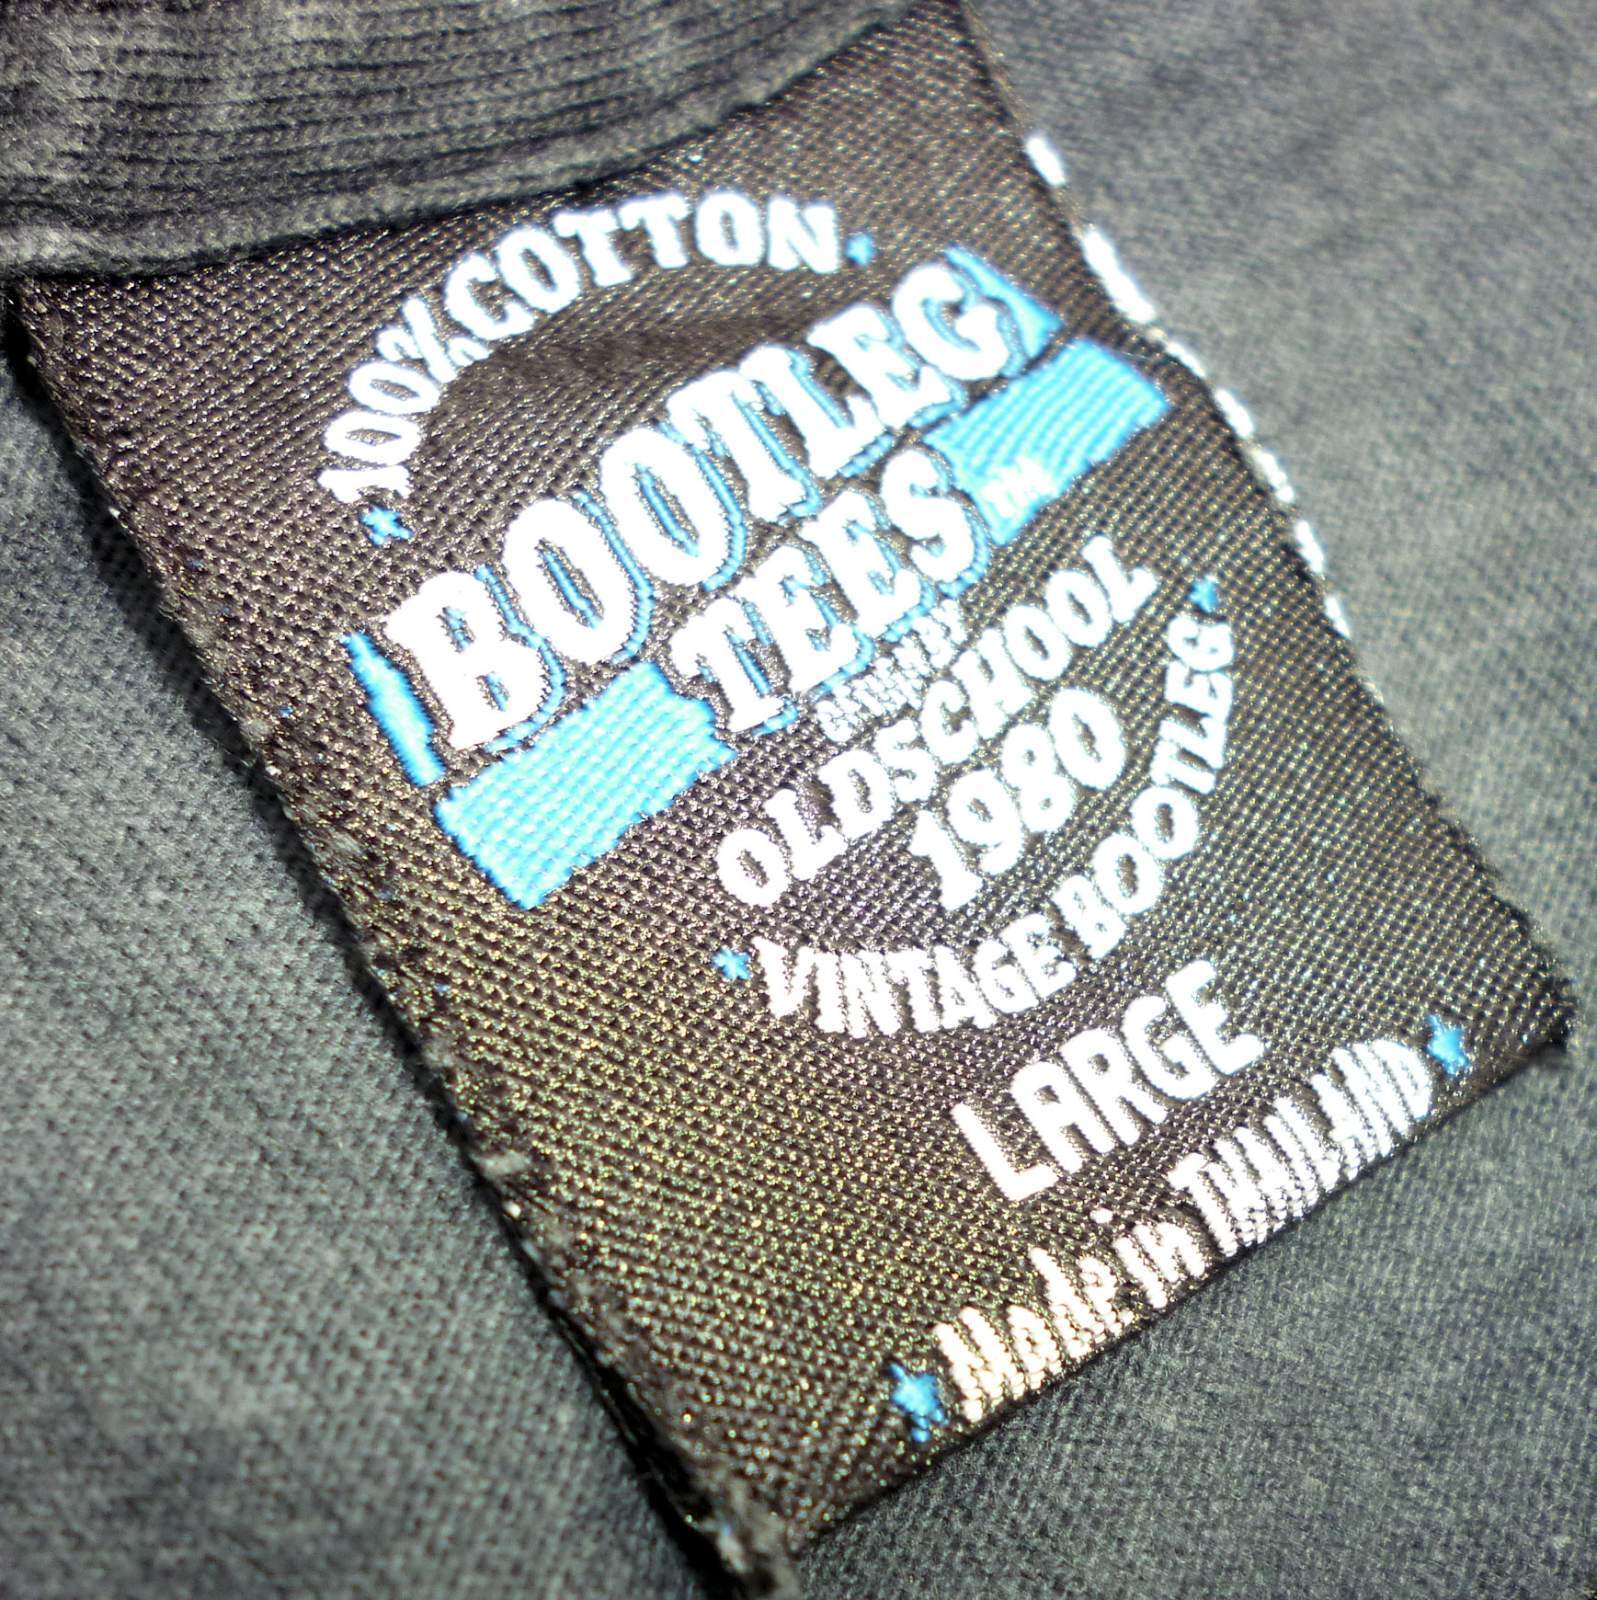 100% COTTON
BOOTLEG
TEES
OLDSCHOOL
1980
VINTAGE BOOTLEG
LARGE
Made in THAILAND